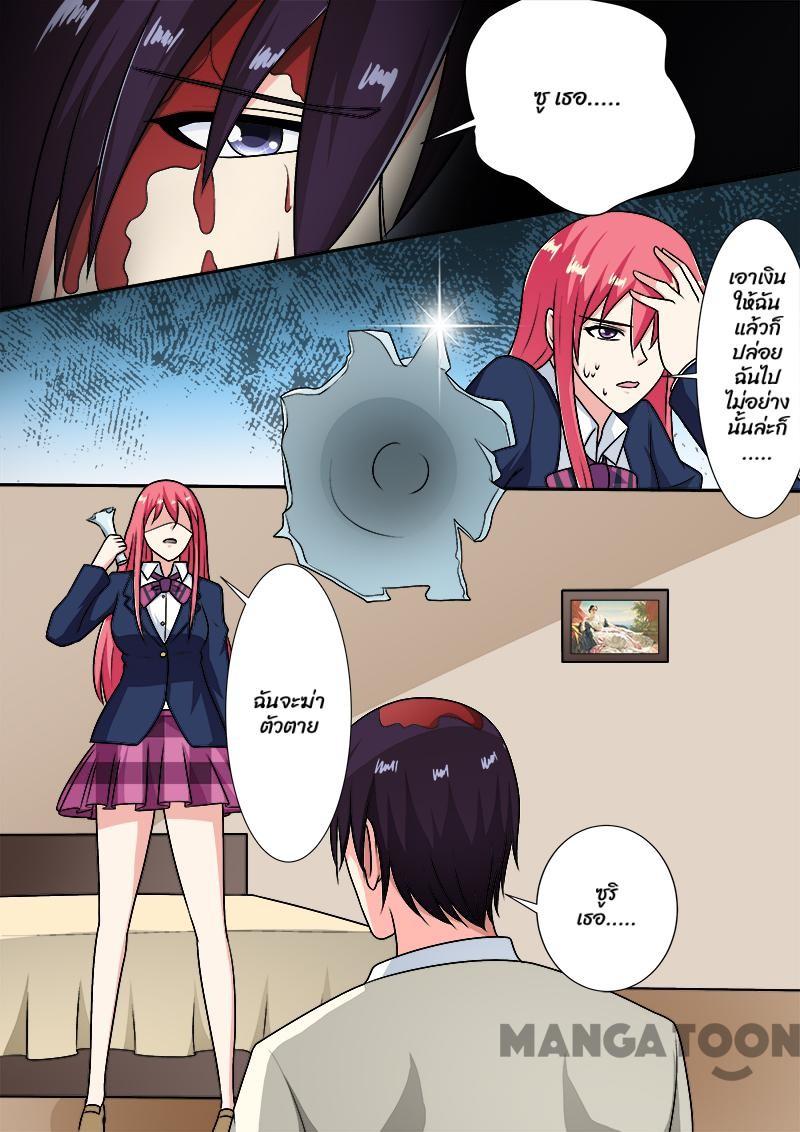 ซู เธอ.....
เอาเงิน
ให้ฉัน
แล้วก็
ปล่อย
ฉันไป
ไม่อย่าง
นั้นล่ะก็
.....
ฉันจะฆ่า
ตัวตาย
ซูริ
เธอ.....
MANGATOON